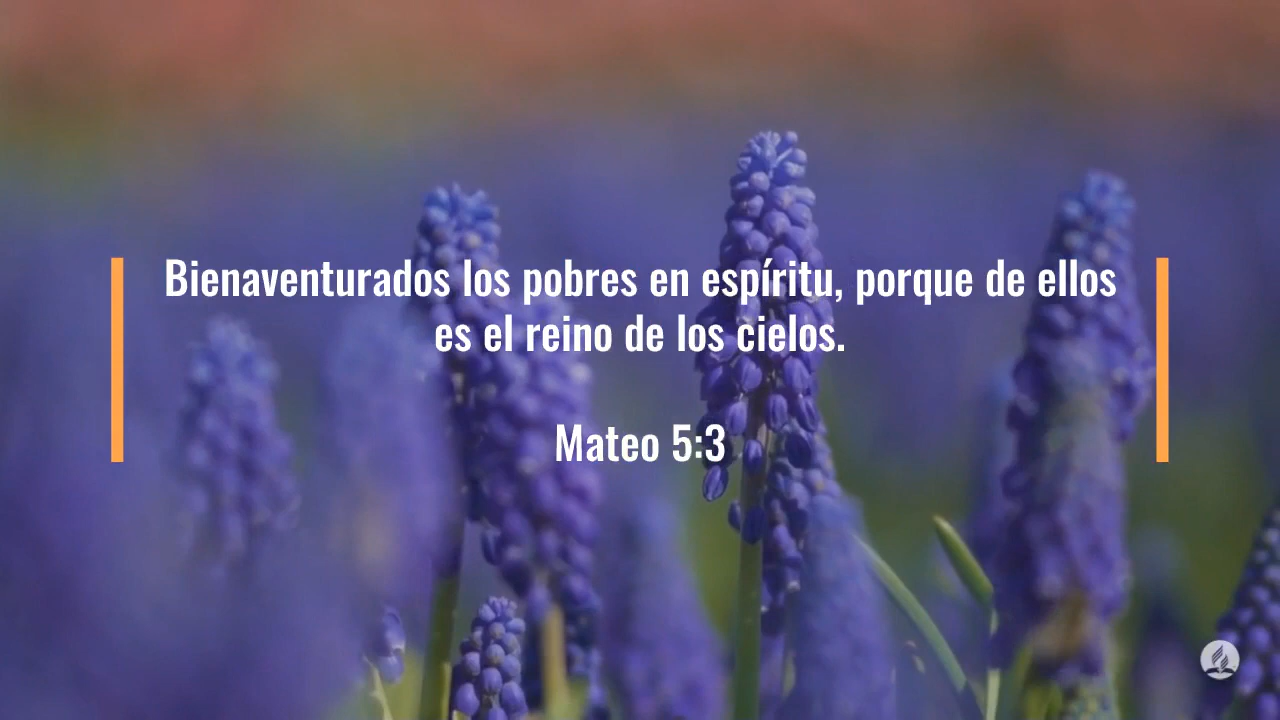 Bienaventurados los pobres en espíritu, porque de ellos
es el reino de los cielos.
Mateo 5:3